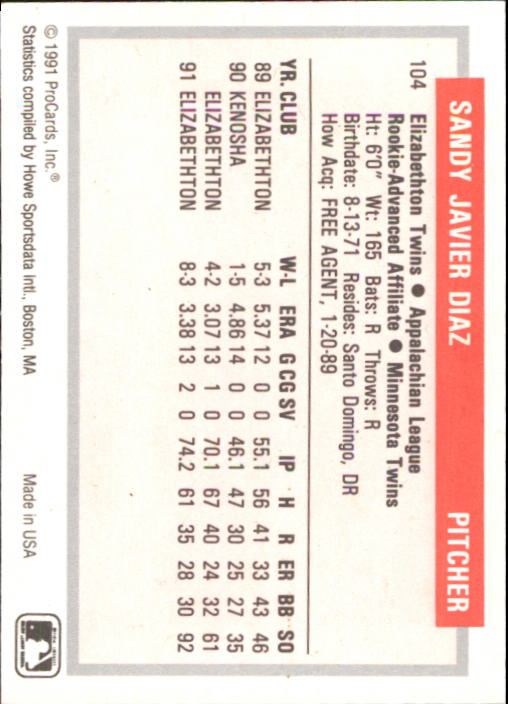 SANDY JAVIER DIAZ PITCHER
104 Elizabethton Twins ● Appalachian League
Rookie-Advanced Affiliate ● Minnesota Twins
Ht: 6'0" Wt: 165 Bats: R Throws: R
Birthdate: 8-13-71 Resides: Santo Domingo, DR
How Acq: FREE AGENT, 1-20-89
YR. CLUB W-L ERA G CG SV IP H R ER BB SO
89 ELIZABETHTON 5-3 5.37 12 0 0 55.1 56 41 33 43 46
90 KENOSHA 1-5 4.86 14 0 0 46.1 47 30 25 27 35
ELIZABETHTON 4-2 3.07 13 1 0 70.1 67 40 24 32 61
91 ELIZABETHTON 8-3 3.38 13 2 0 74.2 61 35 28 30 92
© 1991 ProCards, Inc.® Made in USA
Statistics compiled by Howe Sportsdata Intl., Boston, MA